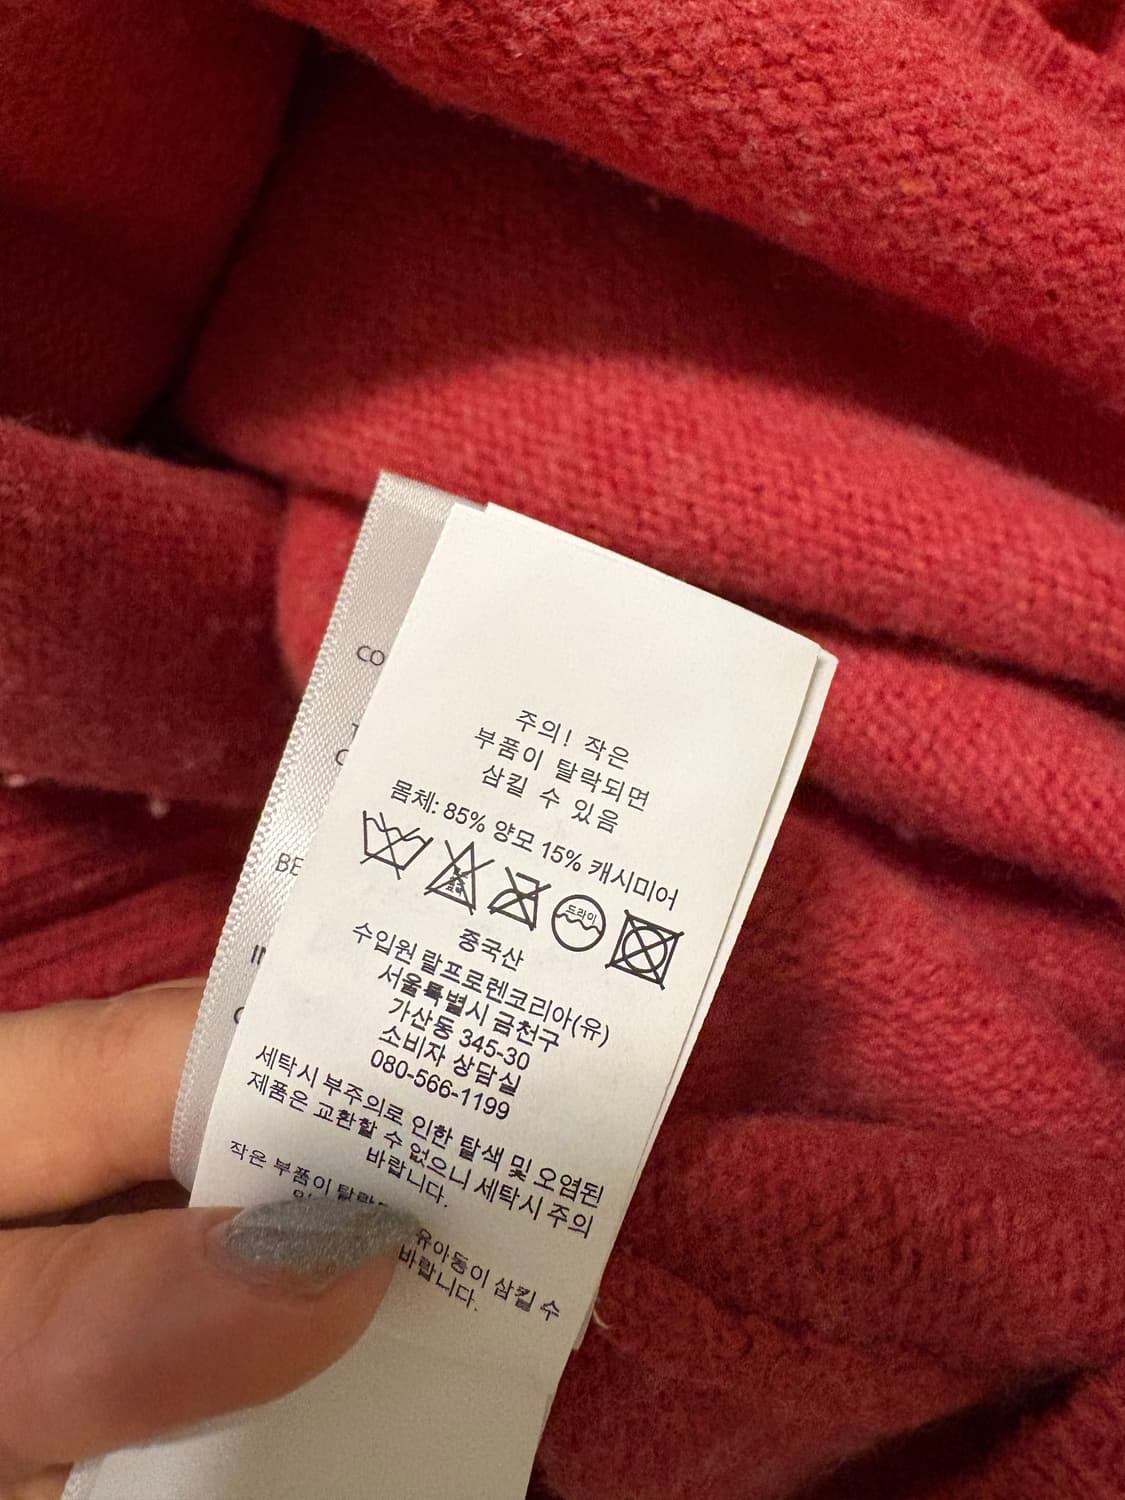 주의! 작은
부품이 탈락되면
삼킬 수 있음
몸체: 85% 양모 15% 캐시미어
드라이
중국산
수입원 랄프로렌코리아(유)
서울특별시 금천구
가산동 345-30
소비자 상담실
080-566-1199
세탁시 부주의로 인한 탈색 및 오염된
제품은 교환할 수 없으니 세탁시 주의
바랍니다.
작은 부품이
유아동이 삼킬 수
바랍니다.
CO
BE